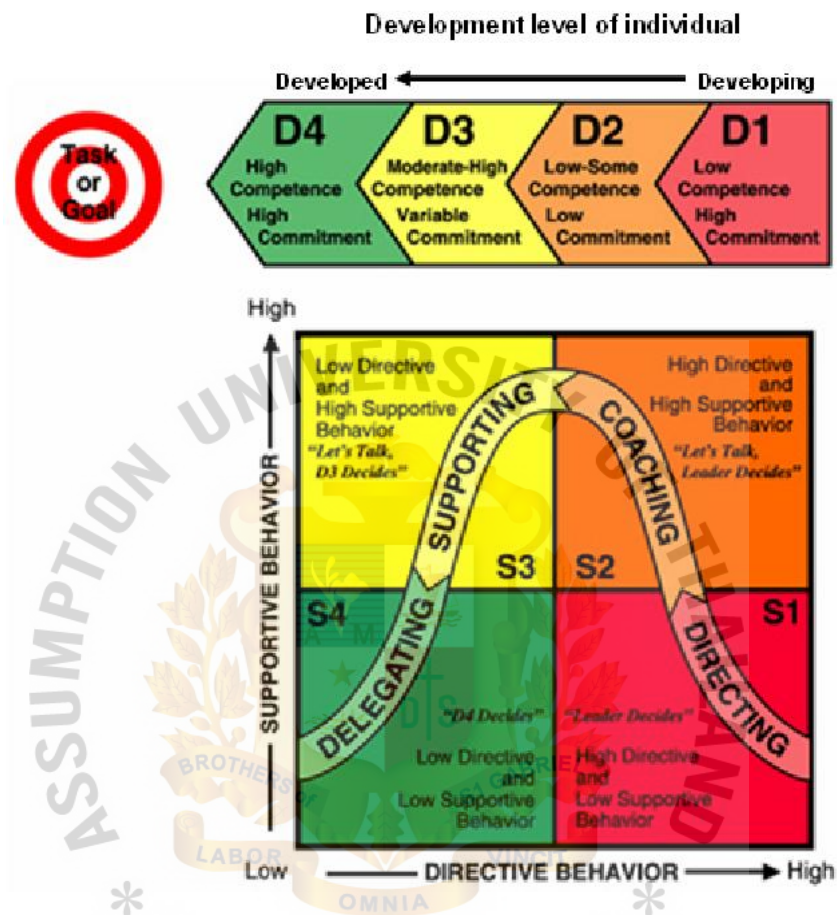 Development level of individual
Developed Developing
Task
or
Goal
D4
High
Competence
High
Commitment
D3
Moderate-High
Competence
Variable
Commitment
D2
Low-Some
Competence
Low
Commitment
D1
Low
Competence
High
Commitment
High
SUPPORTIVE BEHAVIOR
Low Directive
and
High Supportive
Behavior
"Let's Talk,
D3 Decides"
SUPPORTING
S3
High Directive
and
High Supportive
Behavior
"Let's Talk,
Leader Decides"
COACHING
S2
S4
DELEGATING
"D4 Decides"
Low Directive
and
Low Supportive
Behavior
S1
DIRECTING
"Leader Decides"
High Directive
and
Low Supportive
Behavior
Low DIRECTIVE BEHAVIOR High
ASSUMPTION UNIVERSITY OF THAILAND
BROTHERS of
ST GABRIEL
LABOR
OMNIA
VINCIT